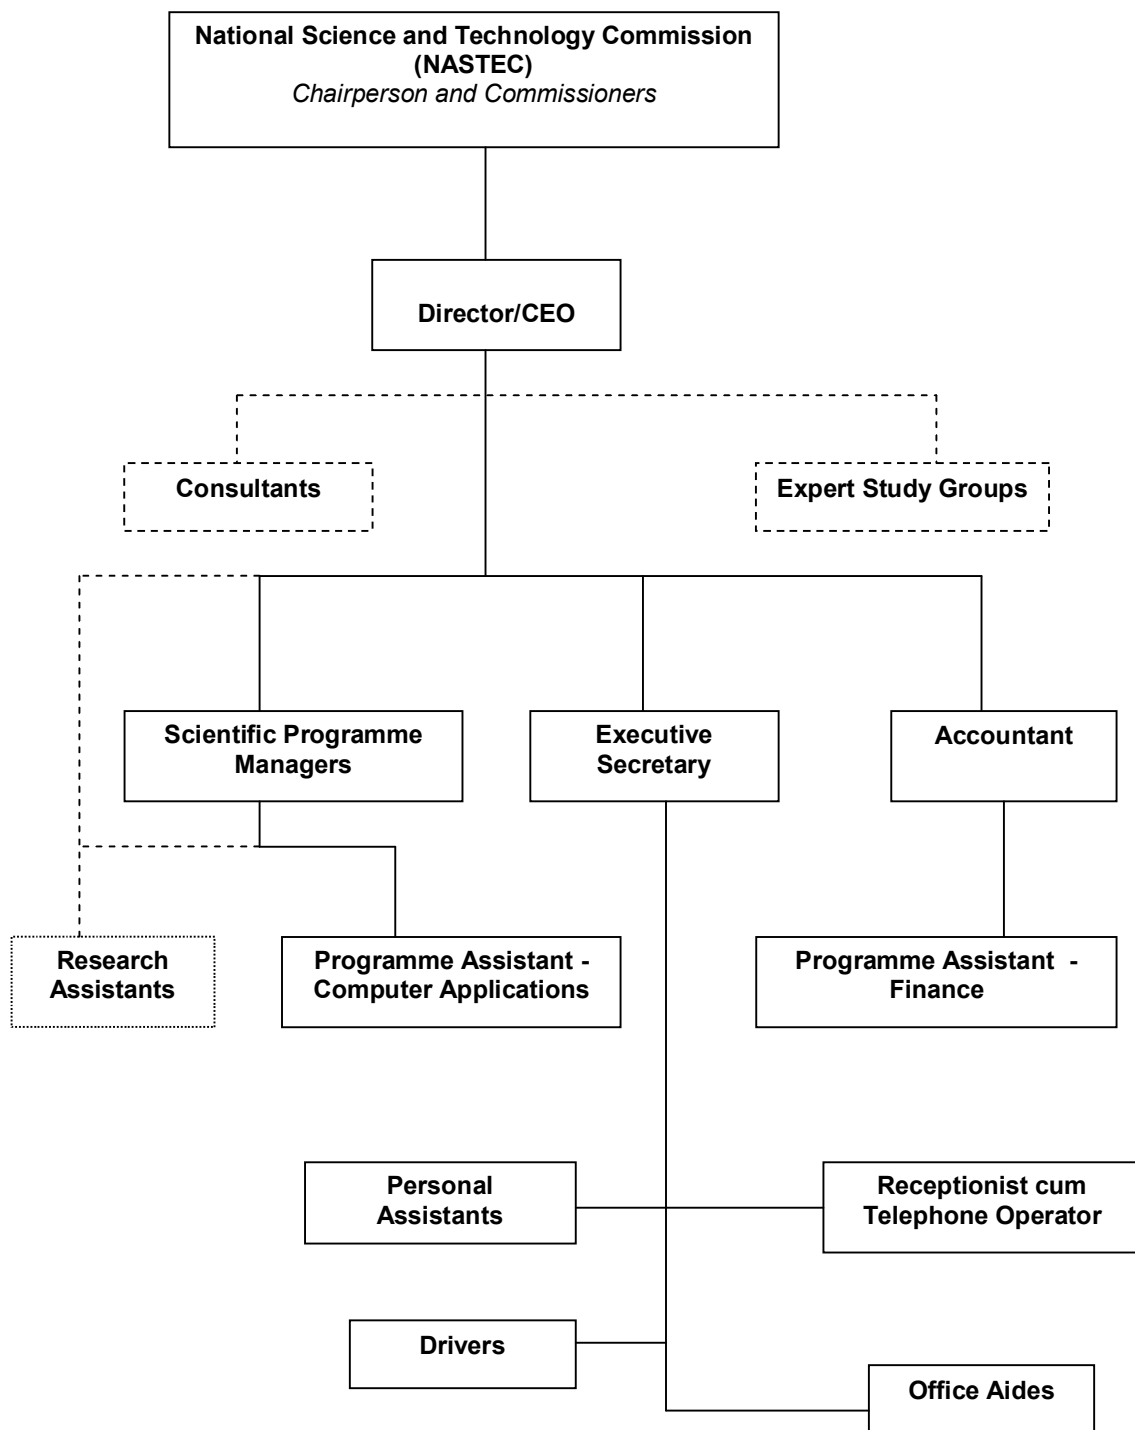 National Science and Technology Commission
(NASTEC)
Chairperson and Commissioners
Director/CEO
Consultants
Expert Study Groups
Scientific Programme
Managers
Executive
Secretary
Accountant
Research
Assistants
Programme Assistant -
Computer Applications
Programme Assistant -
Finance
Personal
Assistants
Receptionist cum
Telephone Operator
Drivers
Office Aides